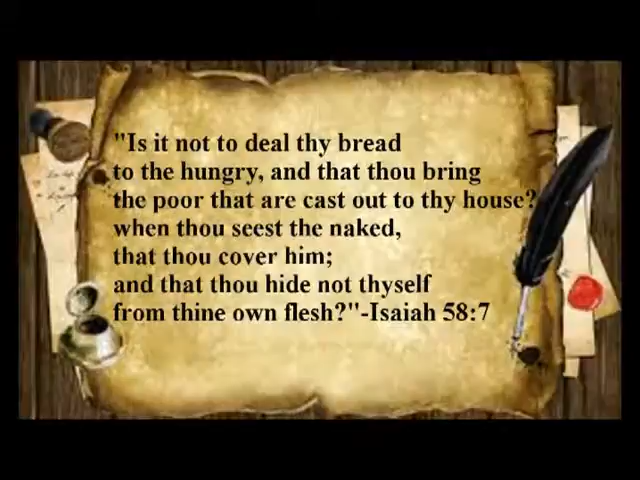 "Is it not to deal thy bread
to the hungry, and that thou bring
the poor that are cast out to thy house?
when thou seest the naked,
that thou cover him;
and that thou hide not thyself
from thine own flesh?"-Isaiah 58:7